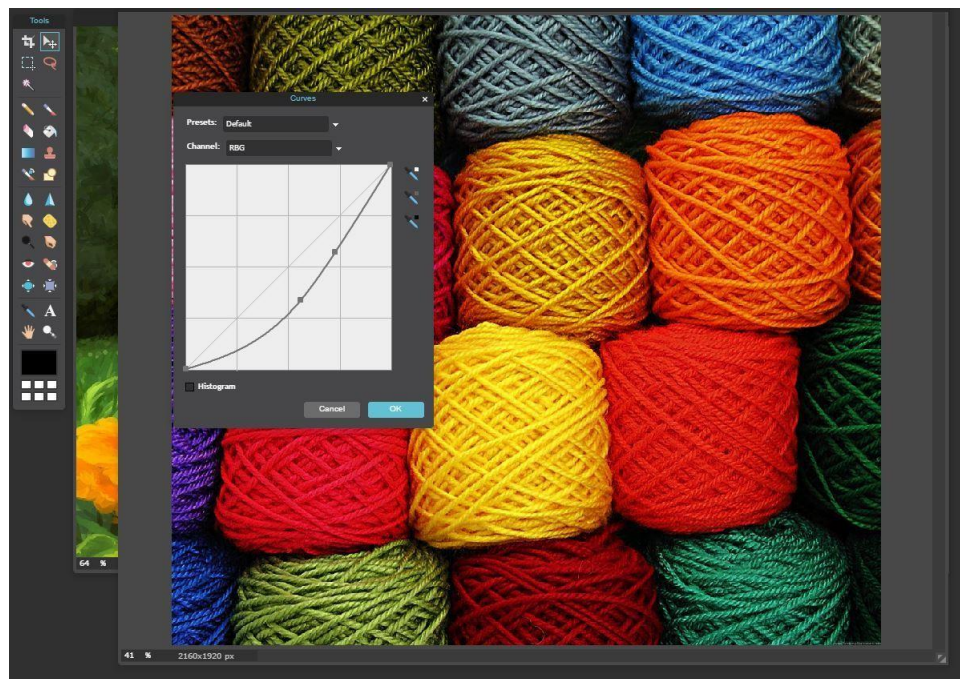 Tools
Curves
Presets: Default
Channel: RBG
Histogram
Cancel OK
A
64 %
41 % 2160x1920 px